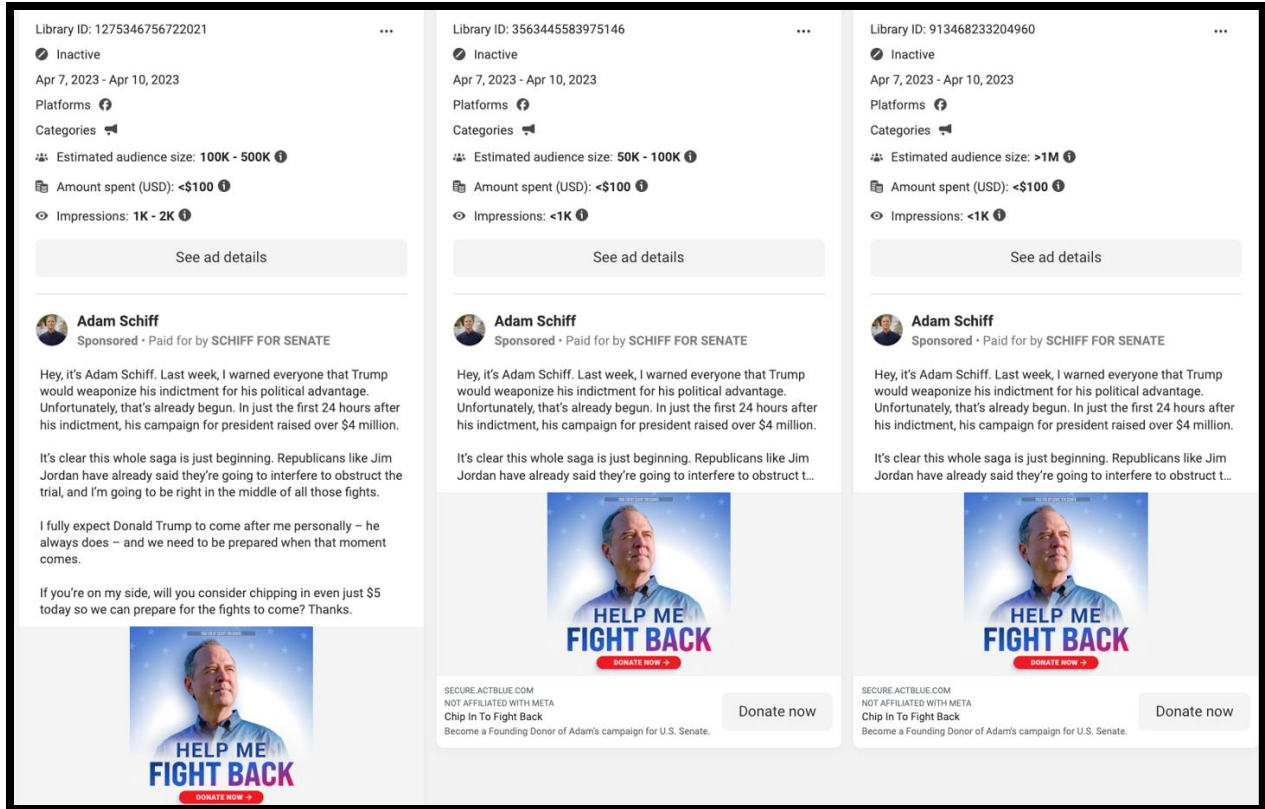 Library ID: 1275346756722021
...
Inactive
Apr 7, 2023 - Apr 10, 2023
Platforms
Categories
Estimated audience size: 100K - 500K
Amount spent (USD): <$100
Impressions: 1K - 2K
See ad details
Adam Schiff
Sponsored • Paid for by SCHIFF FOR SENATE
Hey, it's Adam Schiff. Last week, I warned everyone that Trump
would weaponize his indictment for his political advantage.
Unfortunately, that's already begun. In just the first 24 hours after
his indictment, his campaign for president raised over $4 million.
It's clear this whole saga is just beginning. Republicans like Jim
Jordan have already said they're going to interfere to obstruct the
trial, and I'm going to be right in the middle of all those fights.
I fully expect Donald Trump to come after me personally – he
always does – and we need to be prepared when that moment
comes.
If you're on my side, will you consider chipping in even just $5
today so we can prepare for the fights to come? Thanks.
HELP ME
FIGHT BACK
DONATE NOW →
Library ID: 3563445583975146
...
Inactive
Apr 7, 2023 - Apr 10, 2023
Platforms
Categories
Estimated audience size: 50K - 100K
Amount spent (USD): <$100
Impressions: <1K
See ad details
Adam Schiff
Sponsored • Paid for by SCHIFF FOR SENATE
Hey, it's Adam Schiff. Last week, I warned everyone that Trump
would weaponize his indictment for his political advantage.
Unfortunately, that's already begun. In just the first 24 hours after
his indictment, his campaign for president raised over $4 million.
It's clear this whole saga is just beginning. Republicans like Jim
Jordan have already said they're going to interfere to obstruct t...
HELP ME
FIGHT BACK
DONATE NOW →
SECURE.ACTBLUE.COM
NOT AFFILIATED WITH META
Chip In To Fight Back
Become a Founding Donor of Adam's campaign for U.S. Senate.
Donate now
Library ID: 913468233204960
...
Inactive
Apr 7, 2023 - Apr 10, 2023
Platforms
Categories
Estimated audience size: >1M
Amount spent (USD): <$100
Impressions: <1K
See ad details
Adam Schiff
Sponsored • Paid for by SCHIFF FOR SENATE
Hey, it's Adam Schiff. Last week, I warned everyone that Trump
would weaponize his indictment for his political advantage.
Unfortunately, that's already begun. In just the first 24 hours after
his indictment, his campaign for president raised over $4 million.
It's clear this whole saga is just beginning. Republicans like Jim
Jordan have already said they're going to interfere to obstruct t...
HELP ME
FIGHT BACK
DONATE NOW →
SECURE.ACTBLUE.COM
NOT AFFILIATED WITH META
Chip In To Fight Back
Become a Founding Donor of Adam's campaign for U.S. Senate.
Donate now